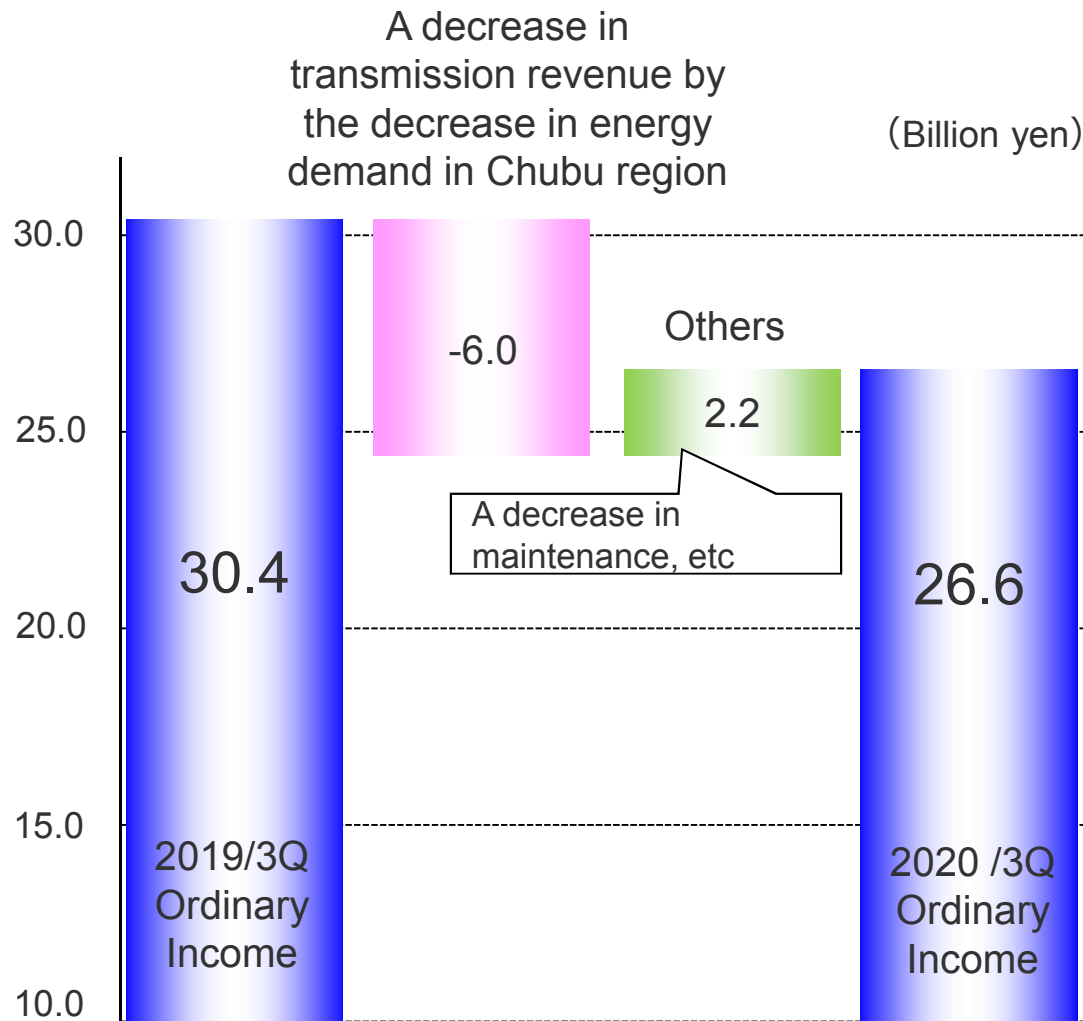 A decrease in
transmission revenue by
the decrease in energy
demand in Chubu region
（Billion yen）
30.0
25.0
20.0
15.0
10.0
-6.0
Others
2.2
A decrease in
maintenance, etc
30.4
26.6
2019/3Q
Ordinary
Income
2020 /3Q
Ordinary
Income